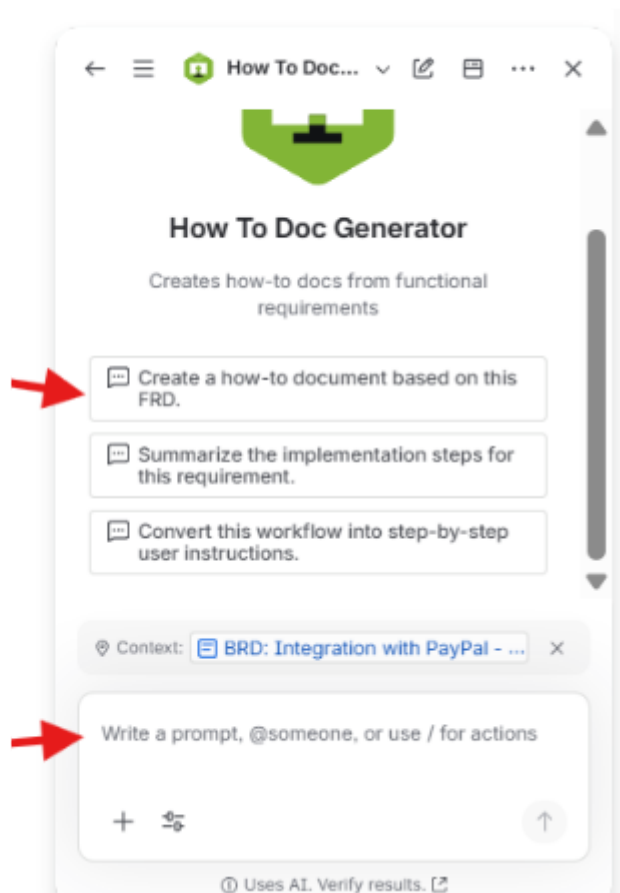 How To Doc...
How To Doc Generator
Creates how-to docs from functional
requirements
Create a how-to document based on this
FRD.
Summarize the implementation steps for
this requirement.
Convert this workflow into step-by-step
user instructions.
Context: BRD: Integration with PayPal - ...
Write a prompt, @someone, or use / for actions
Uses AI. Verify results.